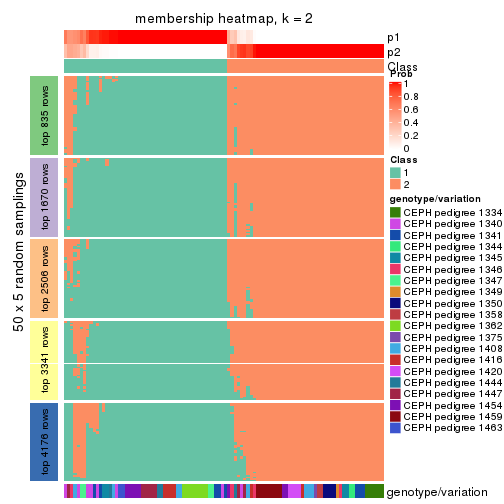 membership heatmap, k = 2
p1
p2
Class
Prob
1
0.8
0.6
0.4
0.2
0
Class
1
2
genotype/variation
CEPH pedigree 1334
CEPH pedigree 1340
CEPH pedigree 1341
CEPH pedigree 1344
CEPH pedigree 1345
CEPH pedigree 1346
CEPH pedigree 1347
CEPH pedigree 1349
CEPH pedigree 1350
CEPH pedigree 1358
CEPH pedigree 1362
CEPH pedigree 1375
CEPH pedigree 1408
CEPH pedigree 1416
CEPH pedigree 1420
CEPH pedigree 1444
CEPH pedigree 1447
CEPH pedigree 1454
CEPH pedigree 1459
CEPH pedigree 1463
50 x 5 random samplings
top 835 rows
top 1670 rows
top 2506 rows
top 3341 rows
top 4176 rows
genotype/variation